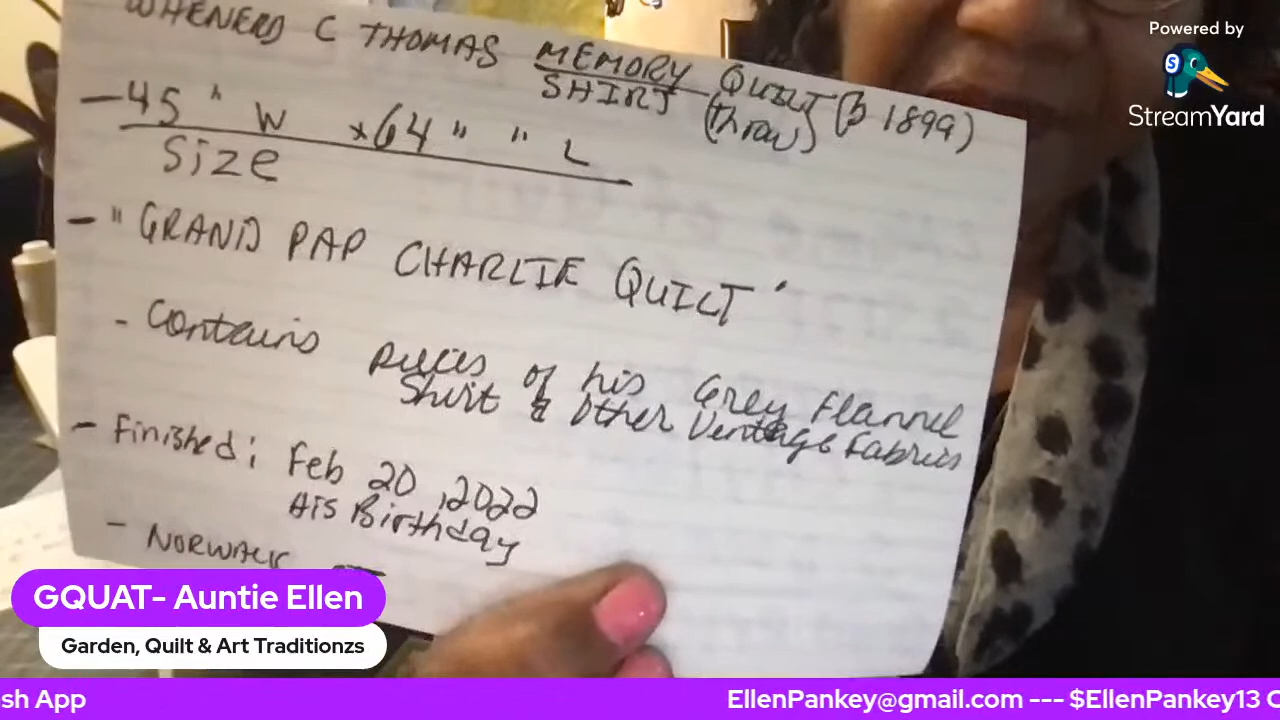 C THOMAS MEMORY QUILT (B 1899)
SHIRT (throw)
- 45 " W x 64 " " L
Size
- "GRAND PAP CHARLIE QUILT"
- Contains pieces of his Grey Flannel
Shirt & Other Ventage Fabrics
- Finished: Feb 20, 2022
His Birthday
- NORWALK
Powered by
StreamYard
GQUAT- Auntie Ellen
Garden, Quilt & Art Traditionzs
sh App EllenPankey@gmail.com --- $EllenPankey13 C